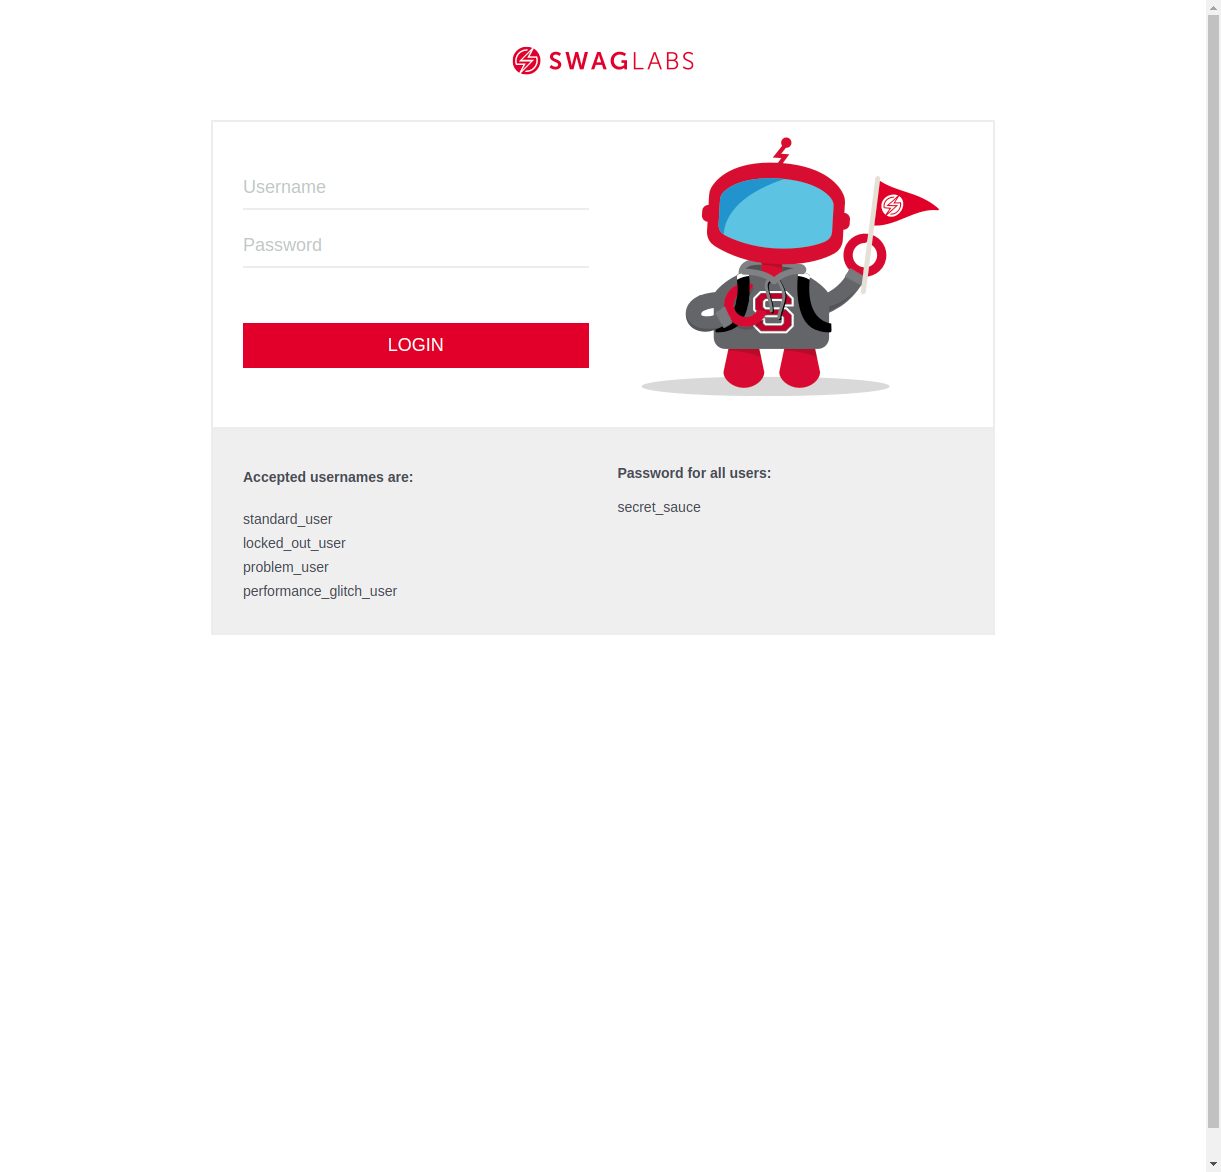 SWAGLABS
Username
Password
LOGIN
S
Accepted usernames are:
standard_user
locked_out_user
problem_user
performance_glitch_user
Password for all users:
secret_sauce